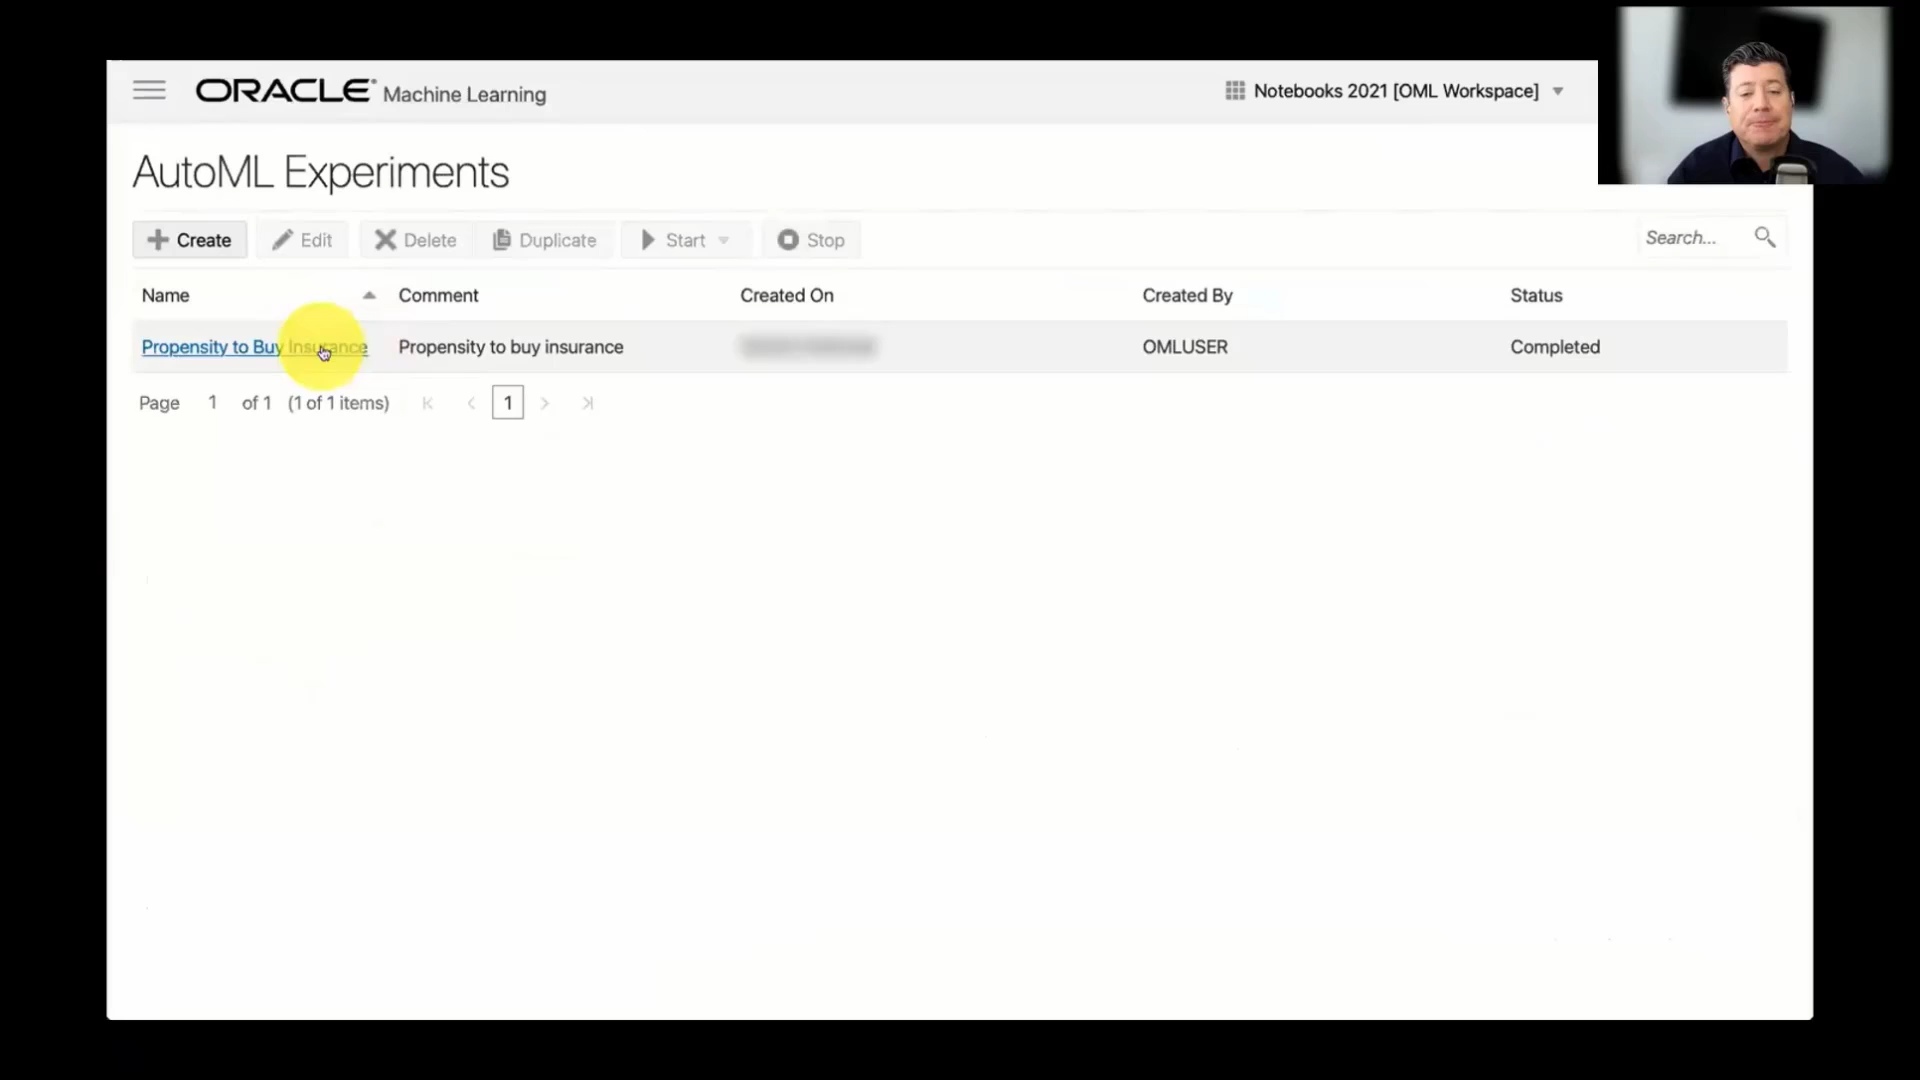 ORACLE® Machine Learning
Notebooks 2021 [OML Workspace]
AutoML Experiments
Create Edit Delete Duplicate Start Stop Search...
Name Comment Created On Created By Status
Propensity to Buy Insurance Propensity to buy insurance OMLUSER Completed
Page 1 of 1 (1 of 1 items) 1